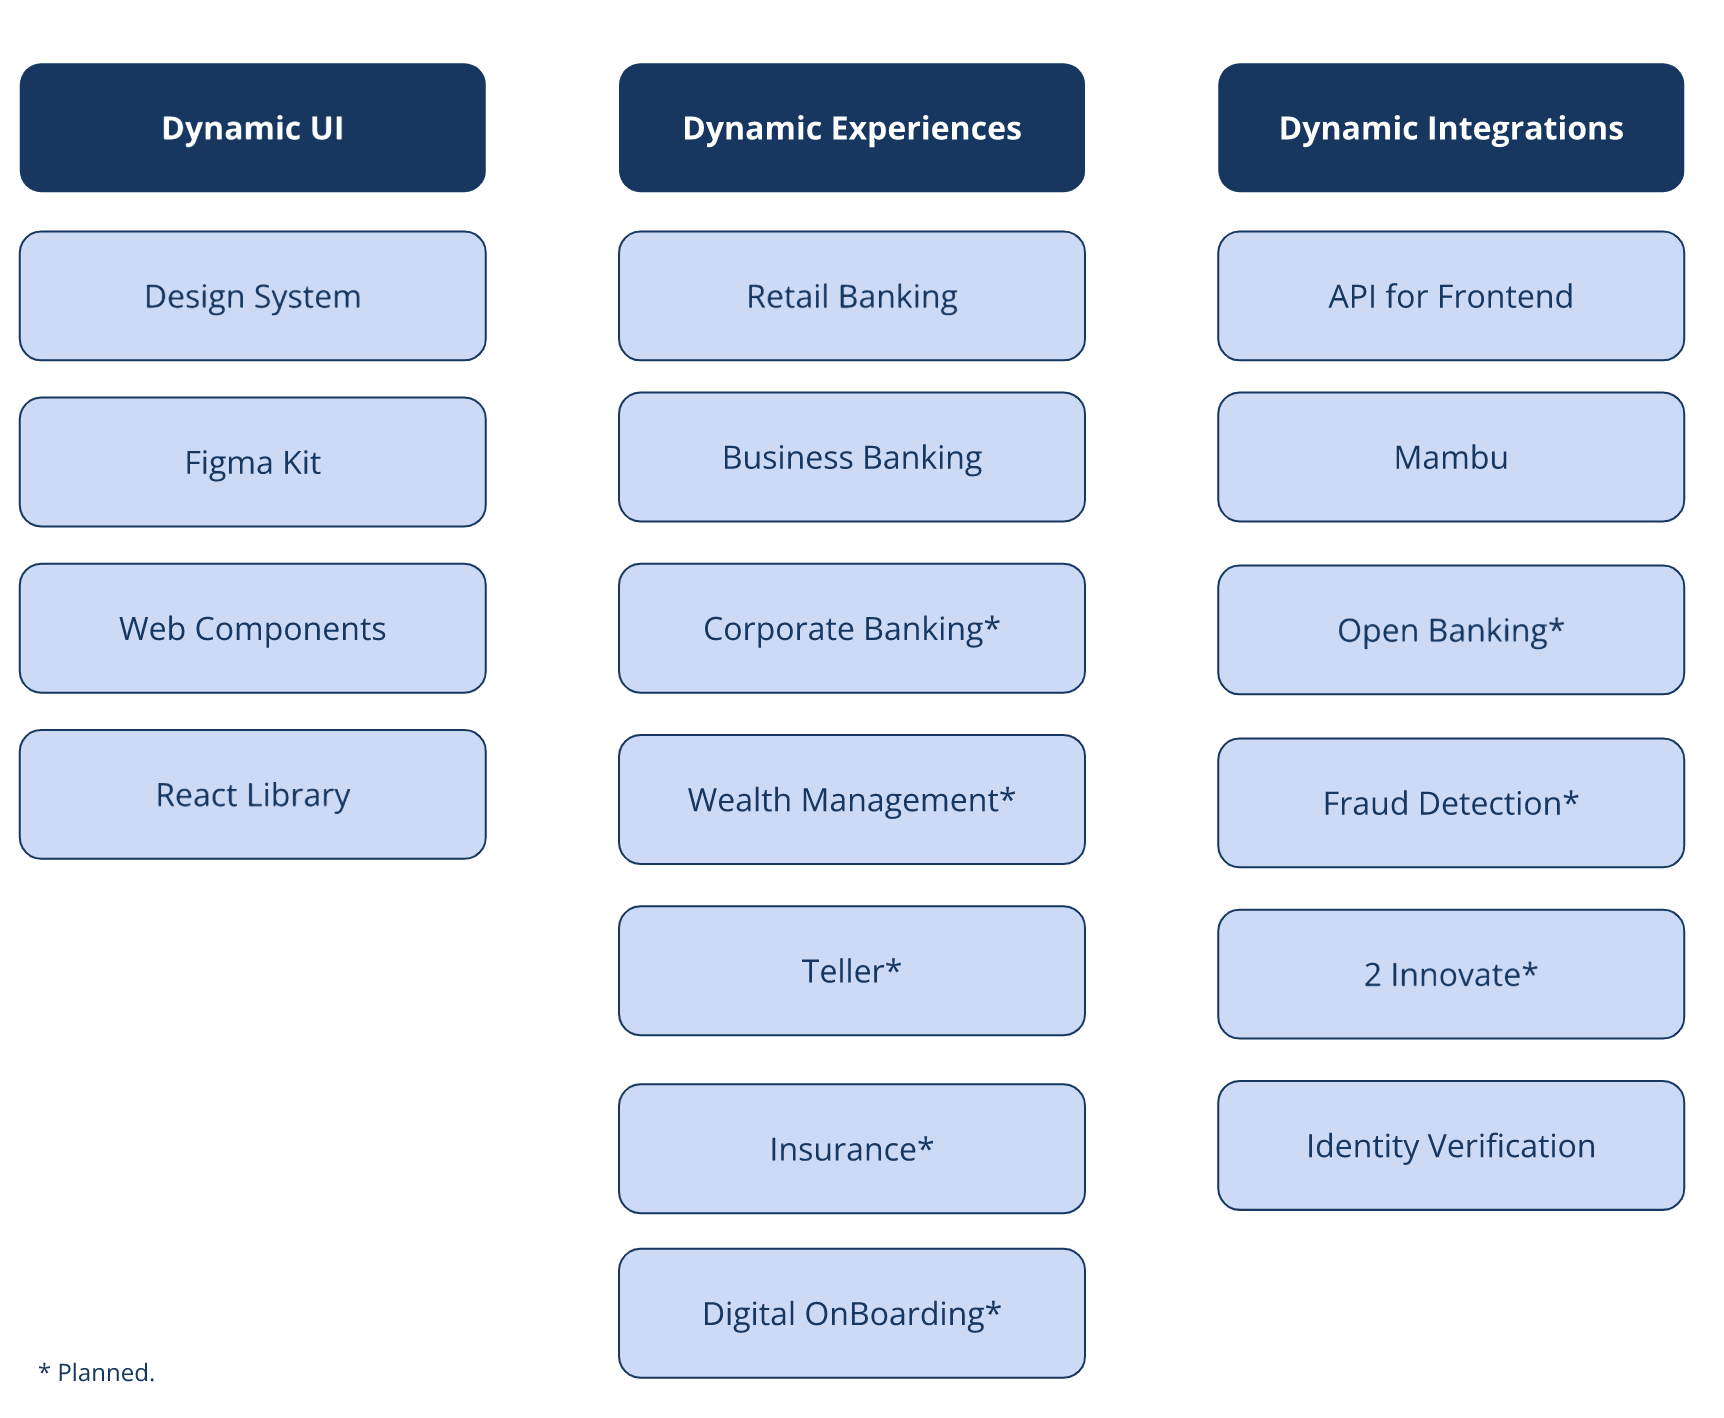 Dynamic UI
Design System
Figma Kit
Web Components
React Library
Dynamic Experiences
Retail Banking
Business Banking
Corporate Banking*
Wealth Management*
Teller*
Insurance*
Digital OnBoarding*
Dynamic Integrations
API for Frontend
Mambu
Open Banking*
Fraud Detection*
2 Innovate*
Identity Verification
* Planned.